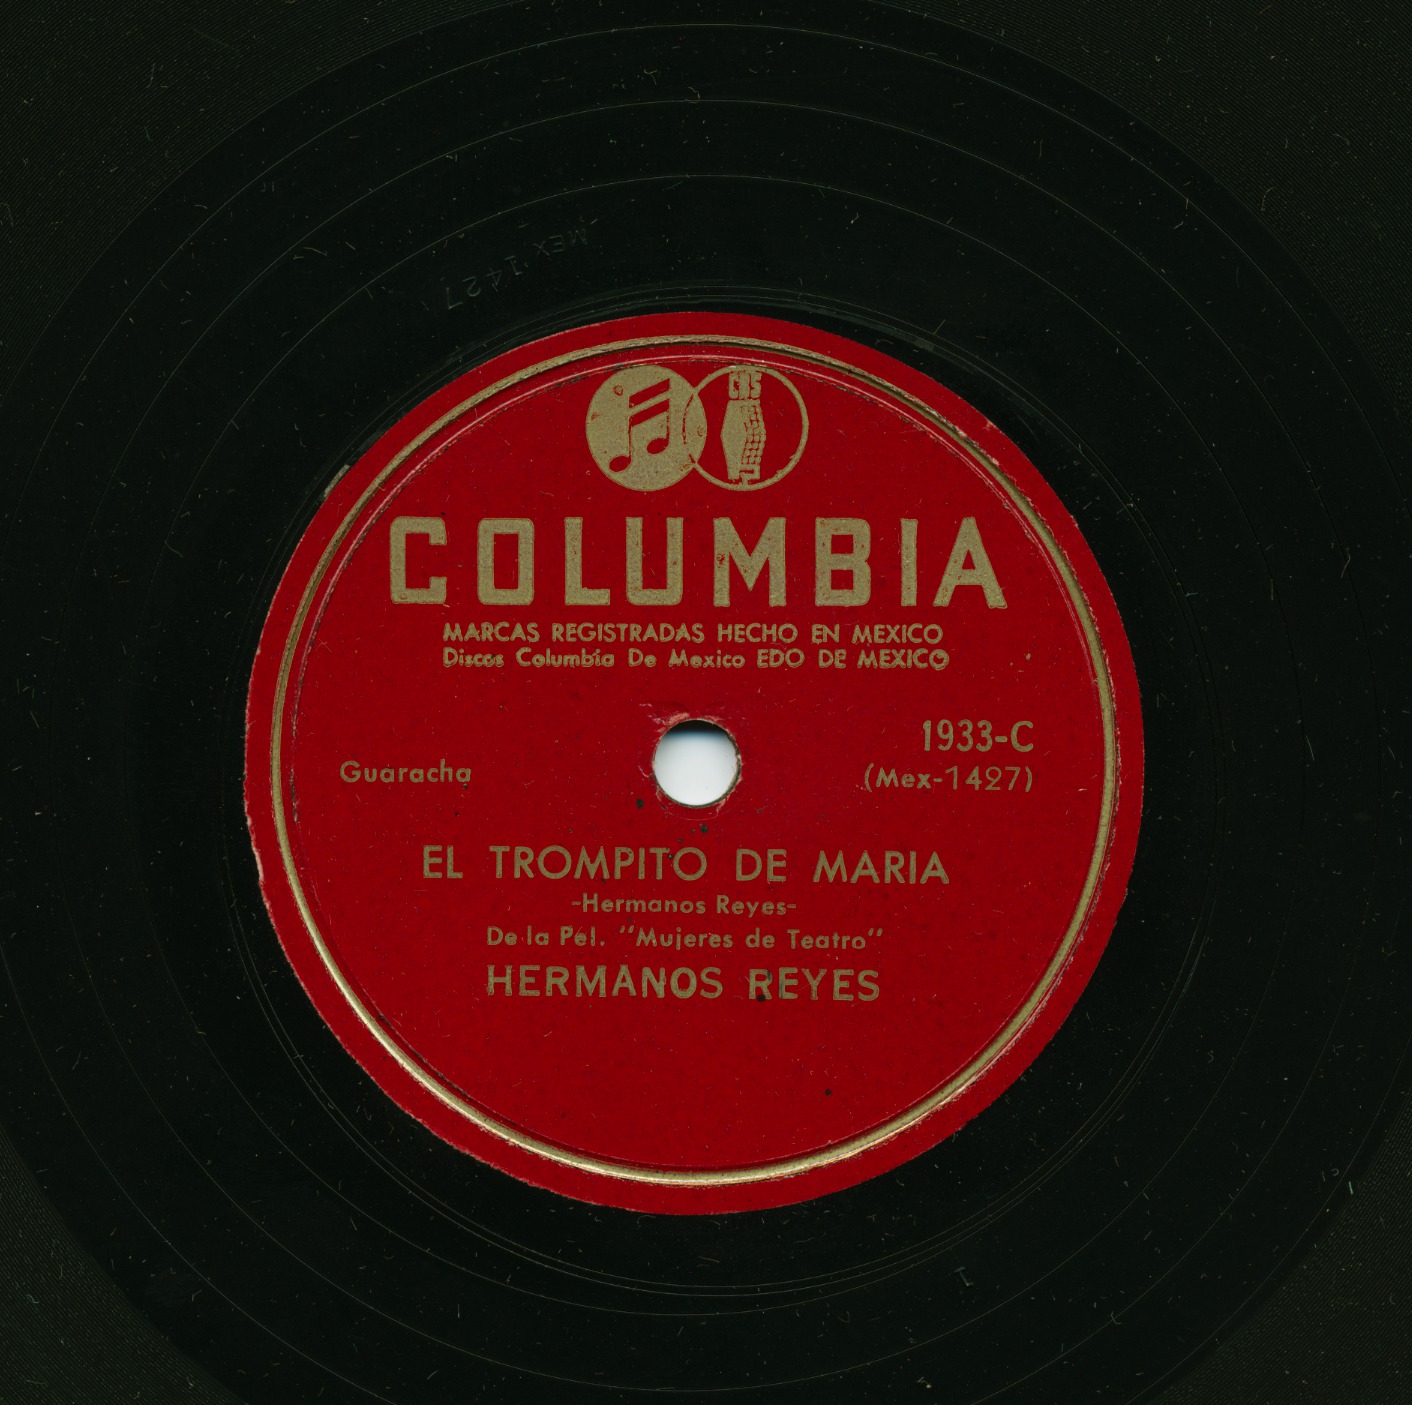 MEX 1427
CBS
COLUMBIA
MARCAS REGISTRADAS HECHO EN MEXICO
Discos Columbia De Mexico EDO DE MEXICO
1933-C
Guaracha
(Mex-1427)
EL TROMPITO DE MARIA
-Hermanos Reyes-
De la Pel. "Mujeres de Teatro"
HERMANOS REYES
1